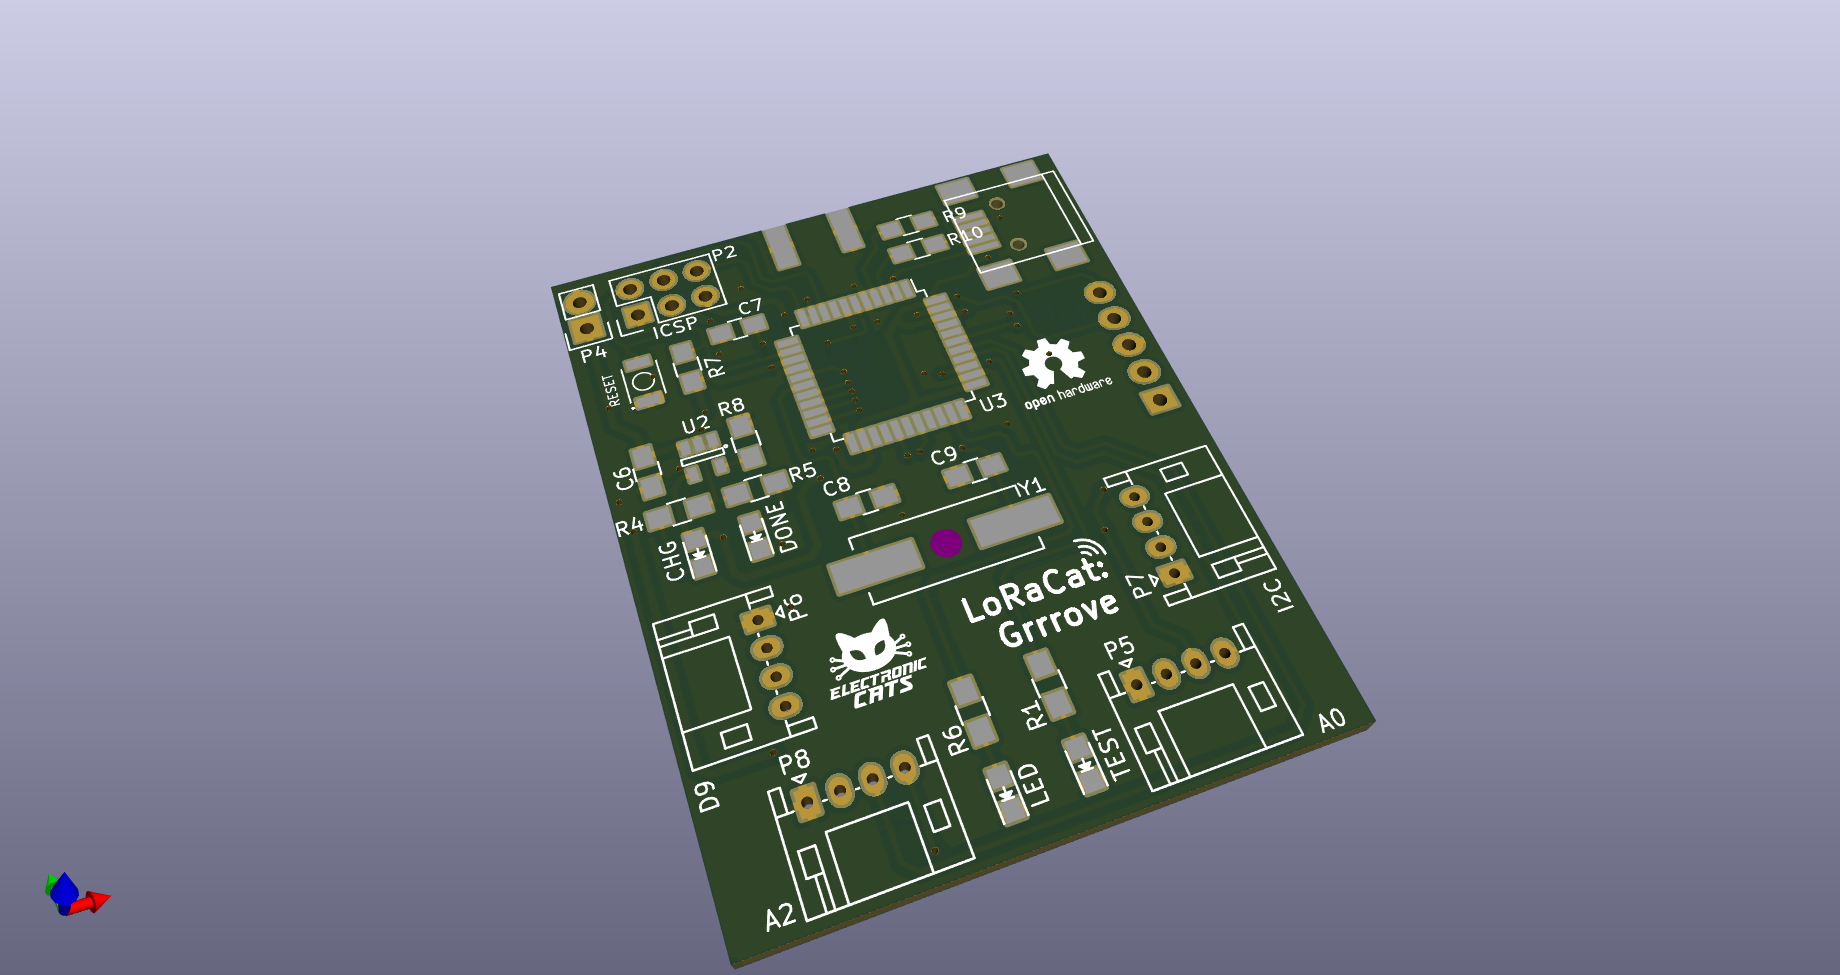 R9
R10
P2
C7
ICSP
P4
R7
RESET
open hardware
U3
R8
U2
C6
R5
C9
C8
Y1
R4
DONE
CHG
LoRaCat:
Grrrove
P7
I2C
P6
ELECTRONIC
CATS
P5
R1
R6
A0
TEST
P8
LED
D9
A2